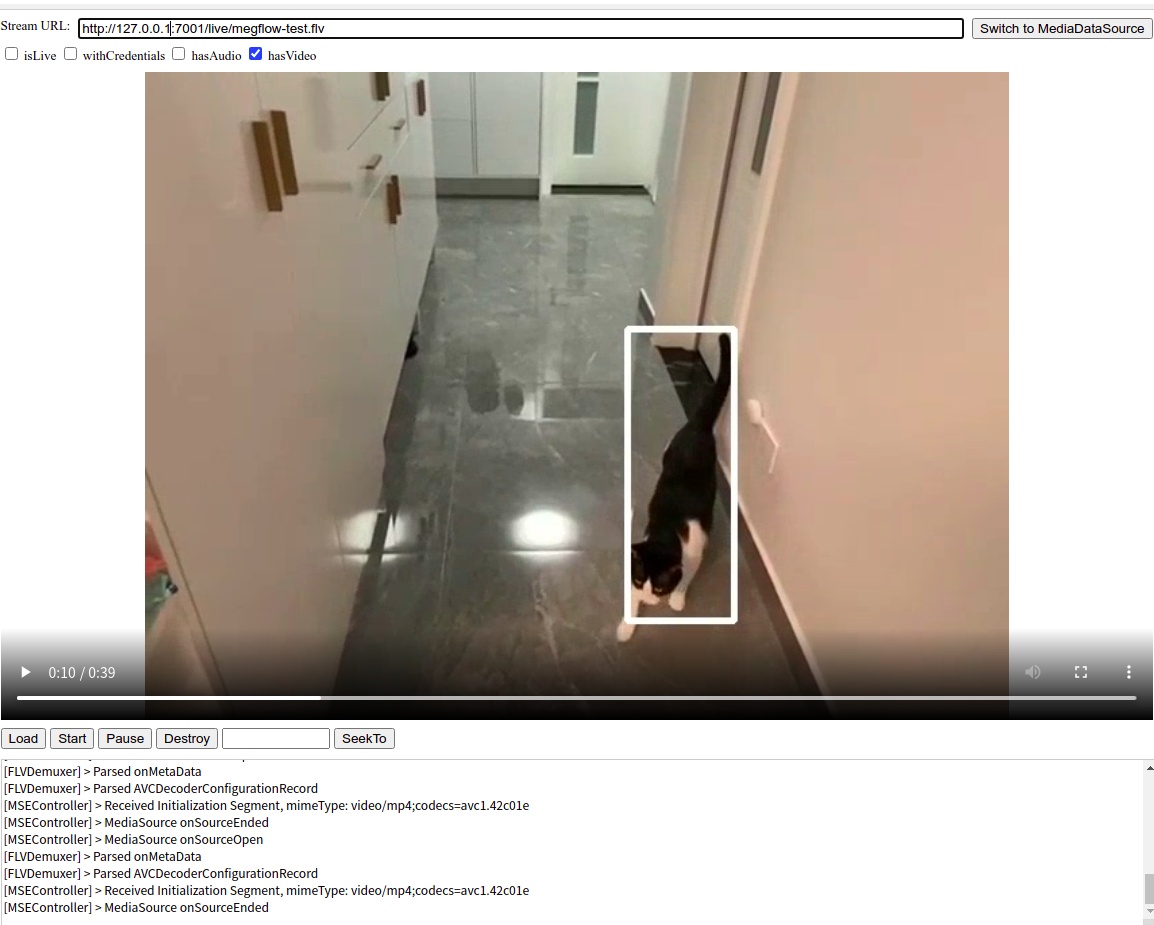 Stream URL: http://127.0.0.1:7001/live/megflow-test.flv Switch to MediaDataSource
isLive withCredentials hasAudio hasVideo
0:10 / 0:39
Load Start Pause Destroy SeekTo
[FLVDemuxer] > Parsed onMetaData
[FLVDemuxer] > Parsed AVCDecoderConfigurationRecord
[MSEController] > Received Initialization Segment, mimeType: video/mp4;codecs=avc1.42c01e
[MSEController] > MediaSource onSourceEnded
[MSEController] > MediaSource onSourceOpen
[FLVDemuxer] > Parsed onMetaData
[FLVDemuxer] > Parsed AVCDecoderConfigurationRecord
[MSEController] > Received Initialization Segment, mimeType: video/mp4;codecs=avc1.42c01e
[MSEController] > MediaSource onSourceEnded